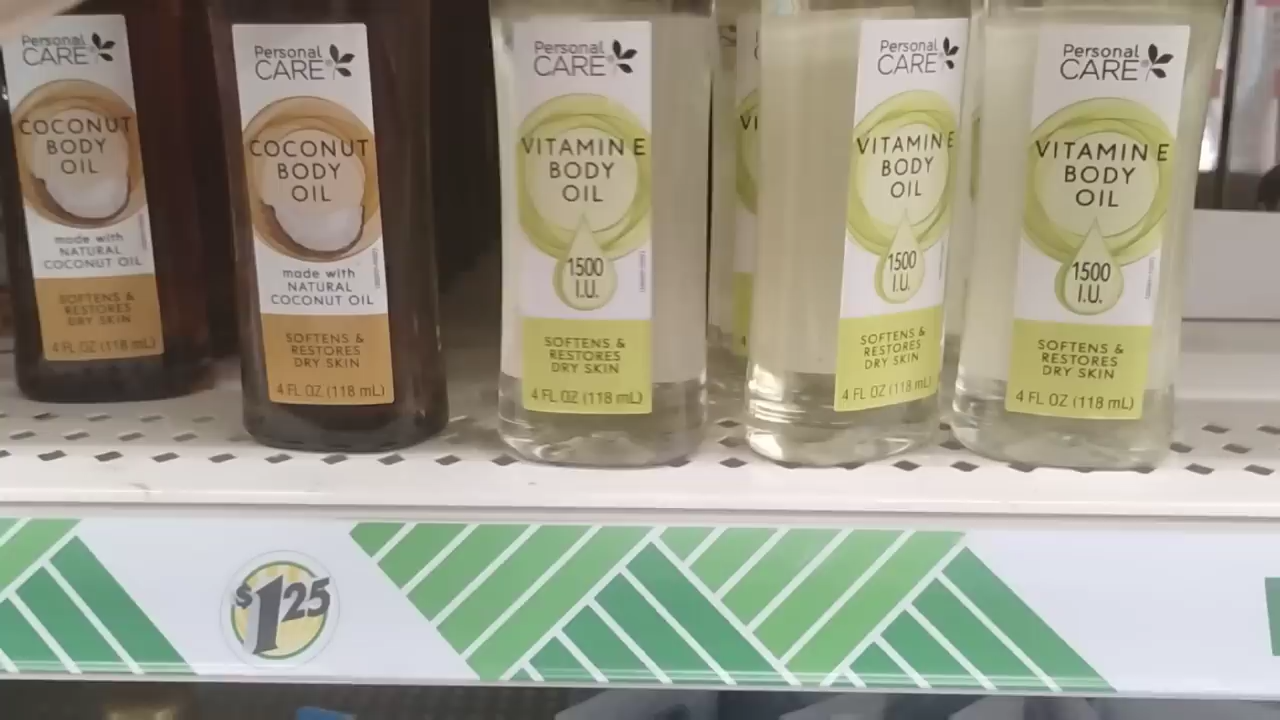 Personal
CARE
COCONUT
BODY
OIL
made with
NATURAL
COCONUT OIL
SOFTENS &
RESTORES
DRY SKIN
4 FL OZ (118 mL)
Personal
CARE
COCONUT
BODY
OIL
made with
NATURAL
COCONUT OIL
SOFTENS &
RESTORES
DRY SKIN
4 FL OZ (118 mL)
Personal
CARE®
VITAMIN E
BODY
OIL
1500
I.U.
SOFTENS &
RESTORES
DRY SKIN
4 FL OZ (118 mL)
VI
Personal
CARE®
VITAMIN E
BODY
OIL
1500
I.U.
SOFTENS &
RESTORES
DRY SKIN
4 FL OZ (118 mL)
Personal
CARE®
VITAMIN E
BODY
OIL
1500
I.U.
SOFTENS &
RESTORES
DRY SKIN
4 FL OZ (118 mL)
$1.25